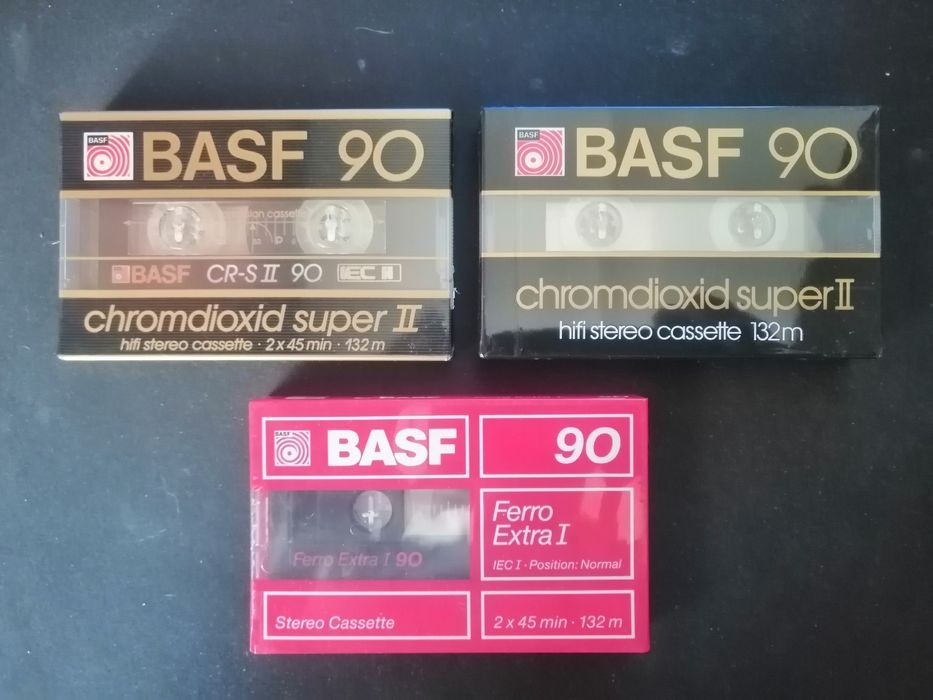 BASF
BASF 90
sion cassette
BASF CR-S II 90 IEC II
chromdioxid super II
hifi stereo cassette · 2 x 45 min · 132 m
BASF
BASF 90
chromdioxid super II
hifi stereo cassette 132 m
BASF
BASF
90
Ferro
Extra I
IEC I · Position: Normal
Ferro Extra I 90
Stereo Cassette
2 x 45 min · 132 m